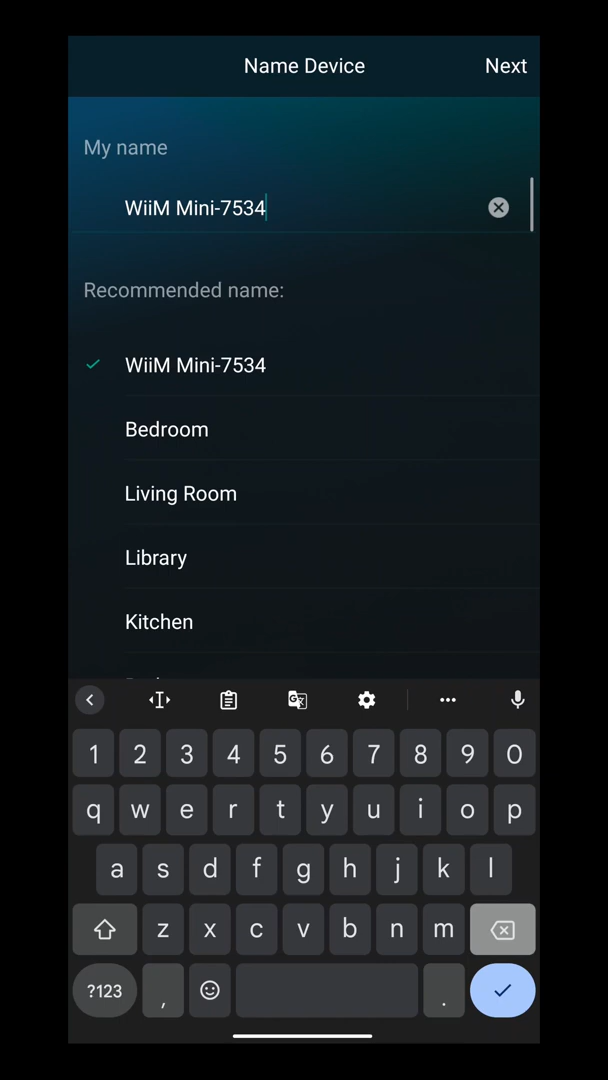 Name Device
Next
My name
WiiM Mini-7534
Recommended name:
WiiM Mini-7534
Bedroom
Living Room
Library
Kitchen
1 2 3 4 5 6 7 8 9 0
q w e r t y u i o p
a s d f g h j k l
z x c v b n m
?123 , .